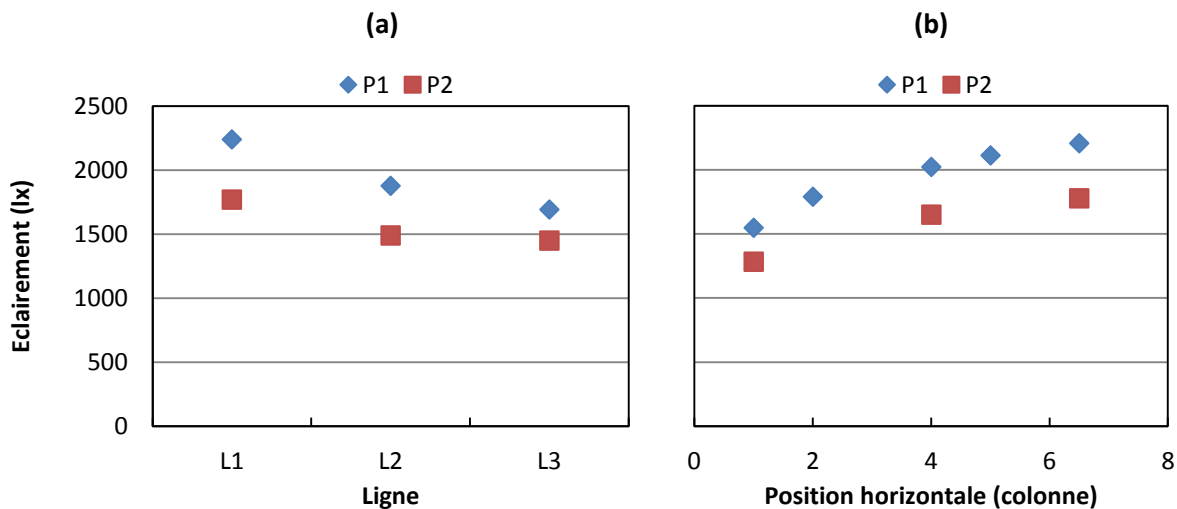 (a)
P1 P2
Eclairement (lx)
2500
2000
1500
1000
500
0
L1 L2 L3
Ligne
(b)
P1 P2
0 2 4 6 8
Position horizontale (colonne)